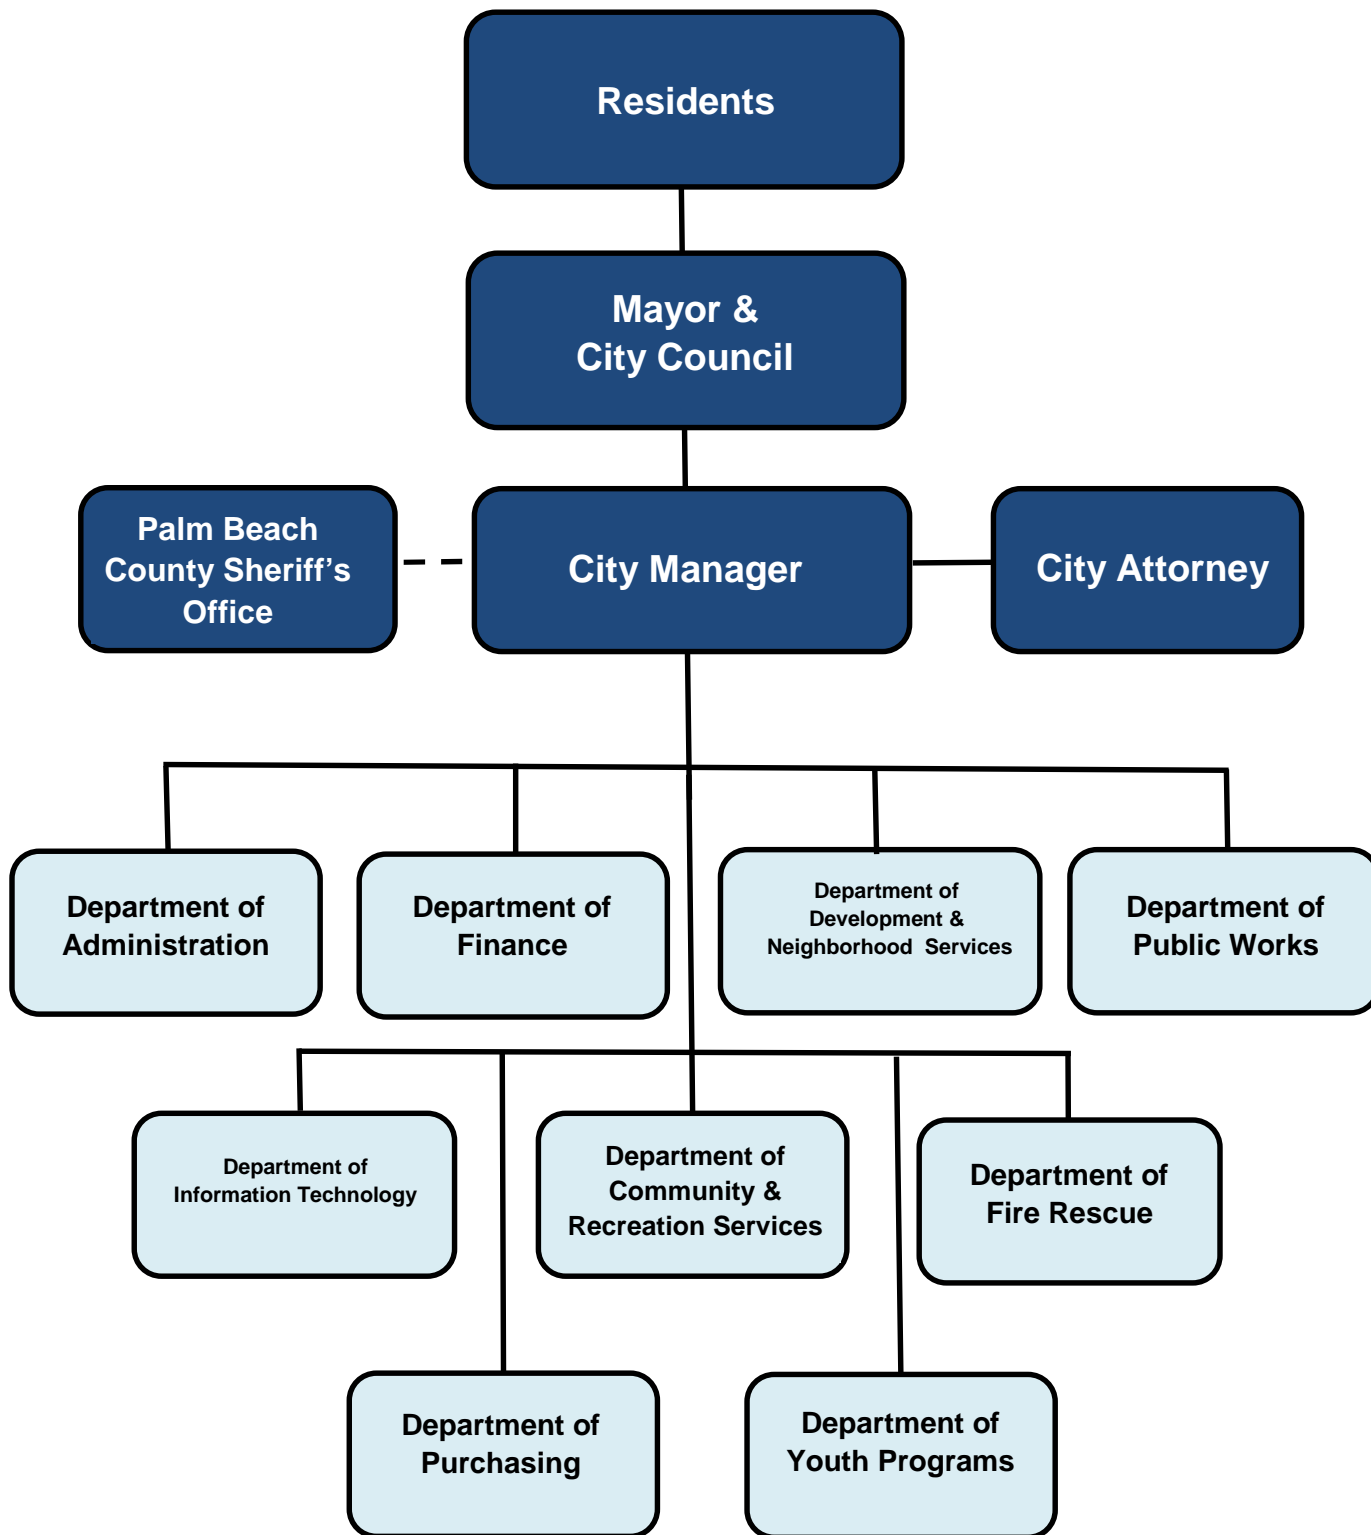 Residents
Mayor &
City Council
Palm Beach
County Sheriff’s
Office
City Manager
City Attorney
Department of
Administration
Department of
Finance
Department of
Development &
Neighborhood  Services
Department of
Public Works
Department of
Information Technology
Department of
Community &
Recreation Services
Department of
Fire Rescue
Department of
Purchasing
Department of
Youth Programs